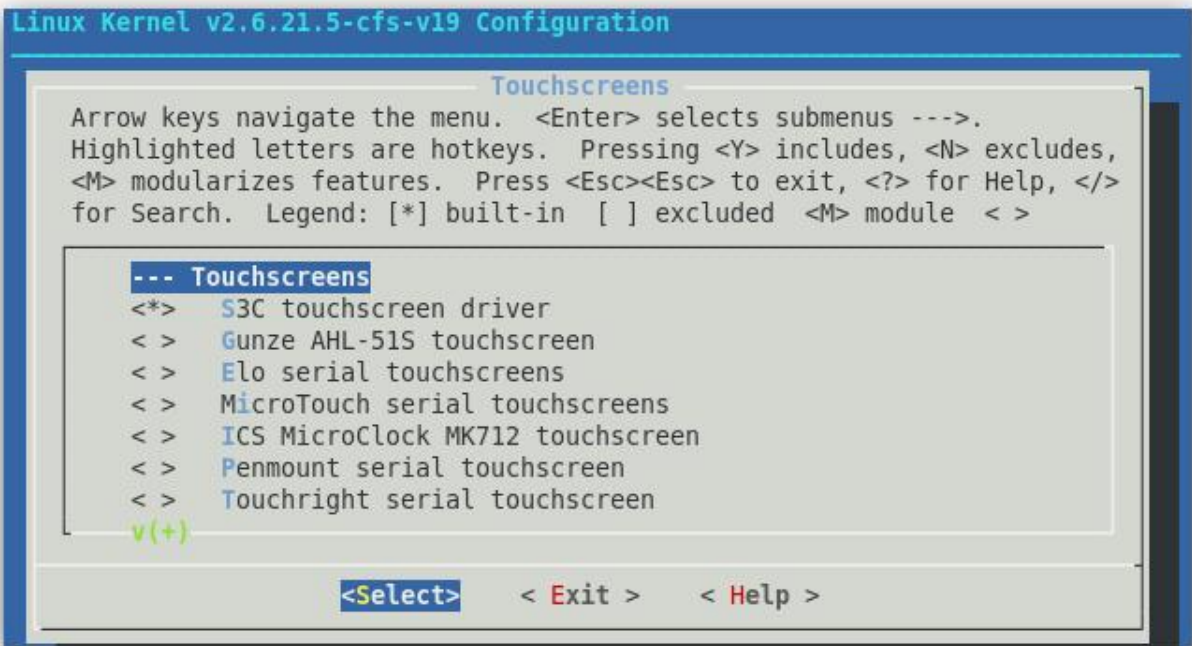 Linux Kernel v2.6.21.5-cfs-v19 Configuration
Touchscreens
Arrow keys navigate the menu.  <Enter> selects submenus --->.
Highlighted letters are hotkeys.  Pressing <Y> includes, <N> excludes,
<M> modularizes features.  Press <Esc><Esc> to exit, <?> for Help, </>
for Search.  Legend: [*] built-in  [ ] excluded  <M> module  < >
--- Touchscreens
<*>   S3C touchscreen driver
< >   Gunze AHL-51S touchscreen
< >   Elo serial touchscreens
< >   MicroTouch serial touchscreens
< >   ICS MicroClock MK712 touchscreen
< >   Penmount serial touchscreen
< >   Touchright serial touchscreen
v(+)
<Select>    < Exit >    < Help >